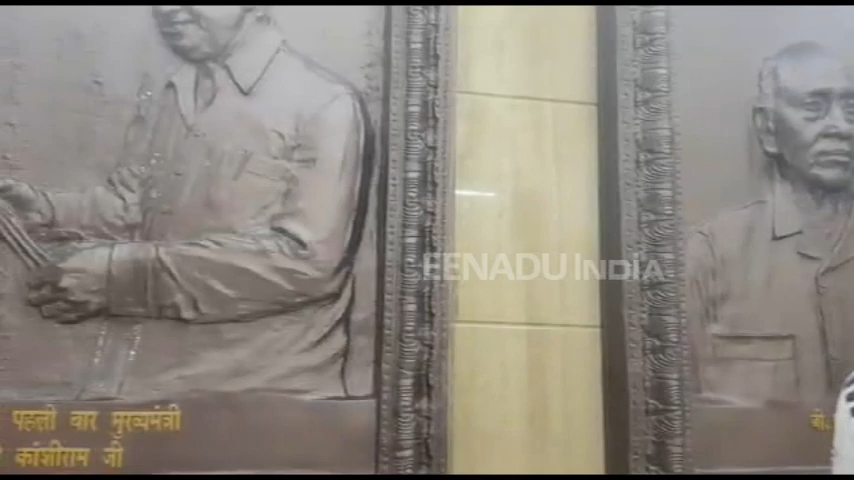 EENADU INDIA
पहली बार मुख्यमंत्री
कांशीराम जी
बी.